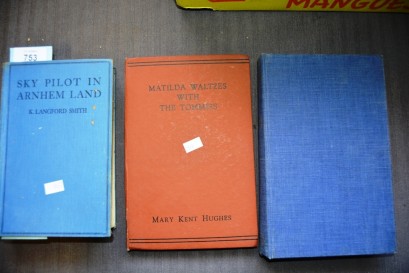 MANGUE
753
SKY PILOT IN
ARNHEM LAND
K. LANGFORD SMITH
MATILDA WALTZES
WITH
THE TOMMIES
MARY KENT HUGHES